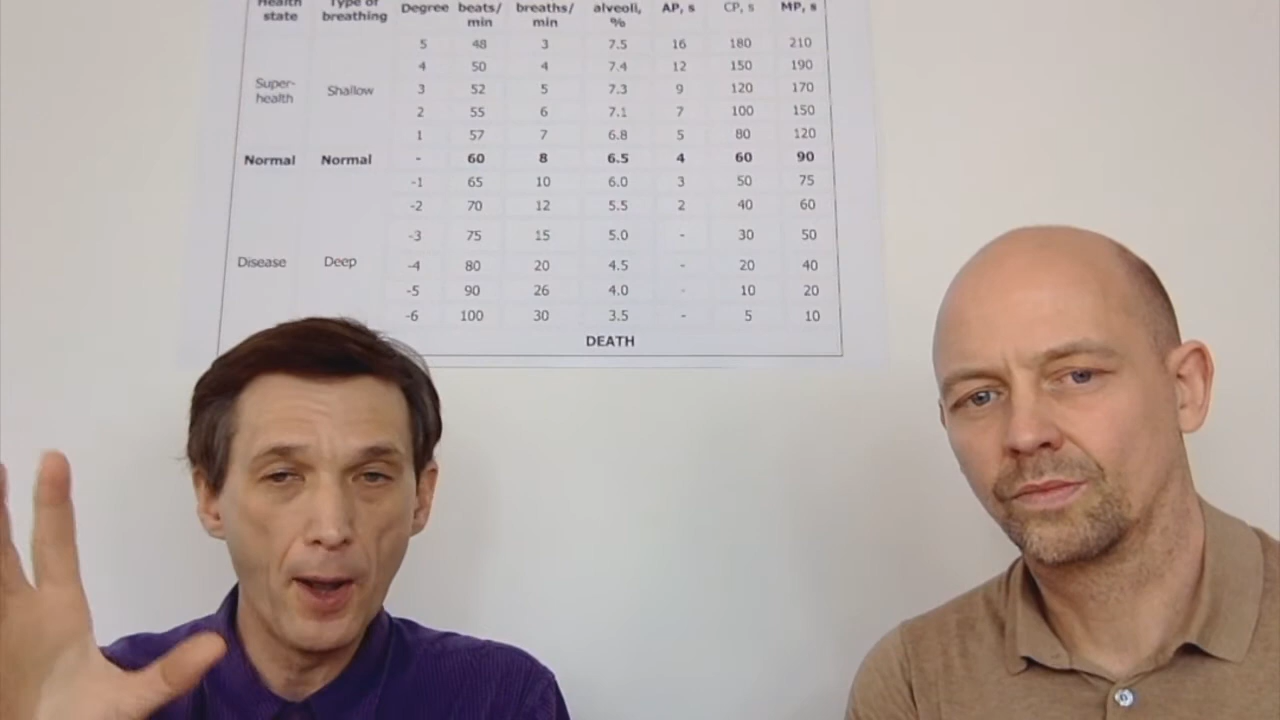 Health state Type of breathing Degree beats/ min breaths/ min alveoli, % AP, s CP, s MP, s
5 48 3 7.5 16 180 210
4 50 4 7.4 12 150 190
Super- health Shallow 3 52 5 7.3 9 120 170
2 55 6 7.1 7 100 150
1 57 7 6.8 5 80 120
Normal Normal - 60 8 6.5 4 60 90
-1 65 10 6.0 3 50 75
-2 70 12 5.5 2 40 60
-3 75 15 5.0 - 30 50
Disease Deep -4 80 20 4.5 - 20 40
-5 90 26 4.0 - 10 20
-6 100 30 3.5 - 5 10
DEATH